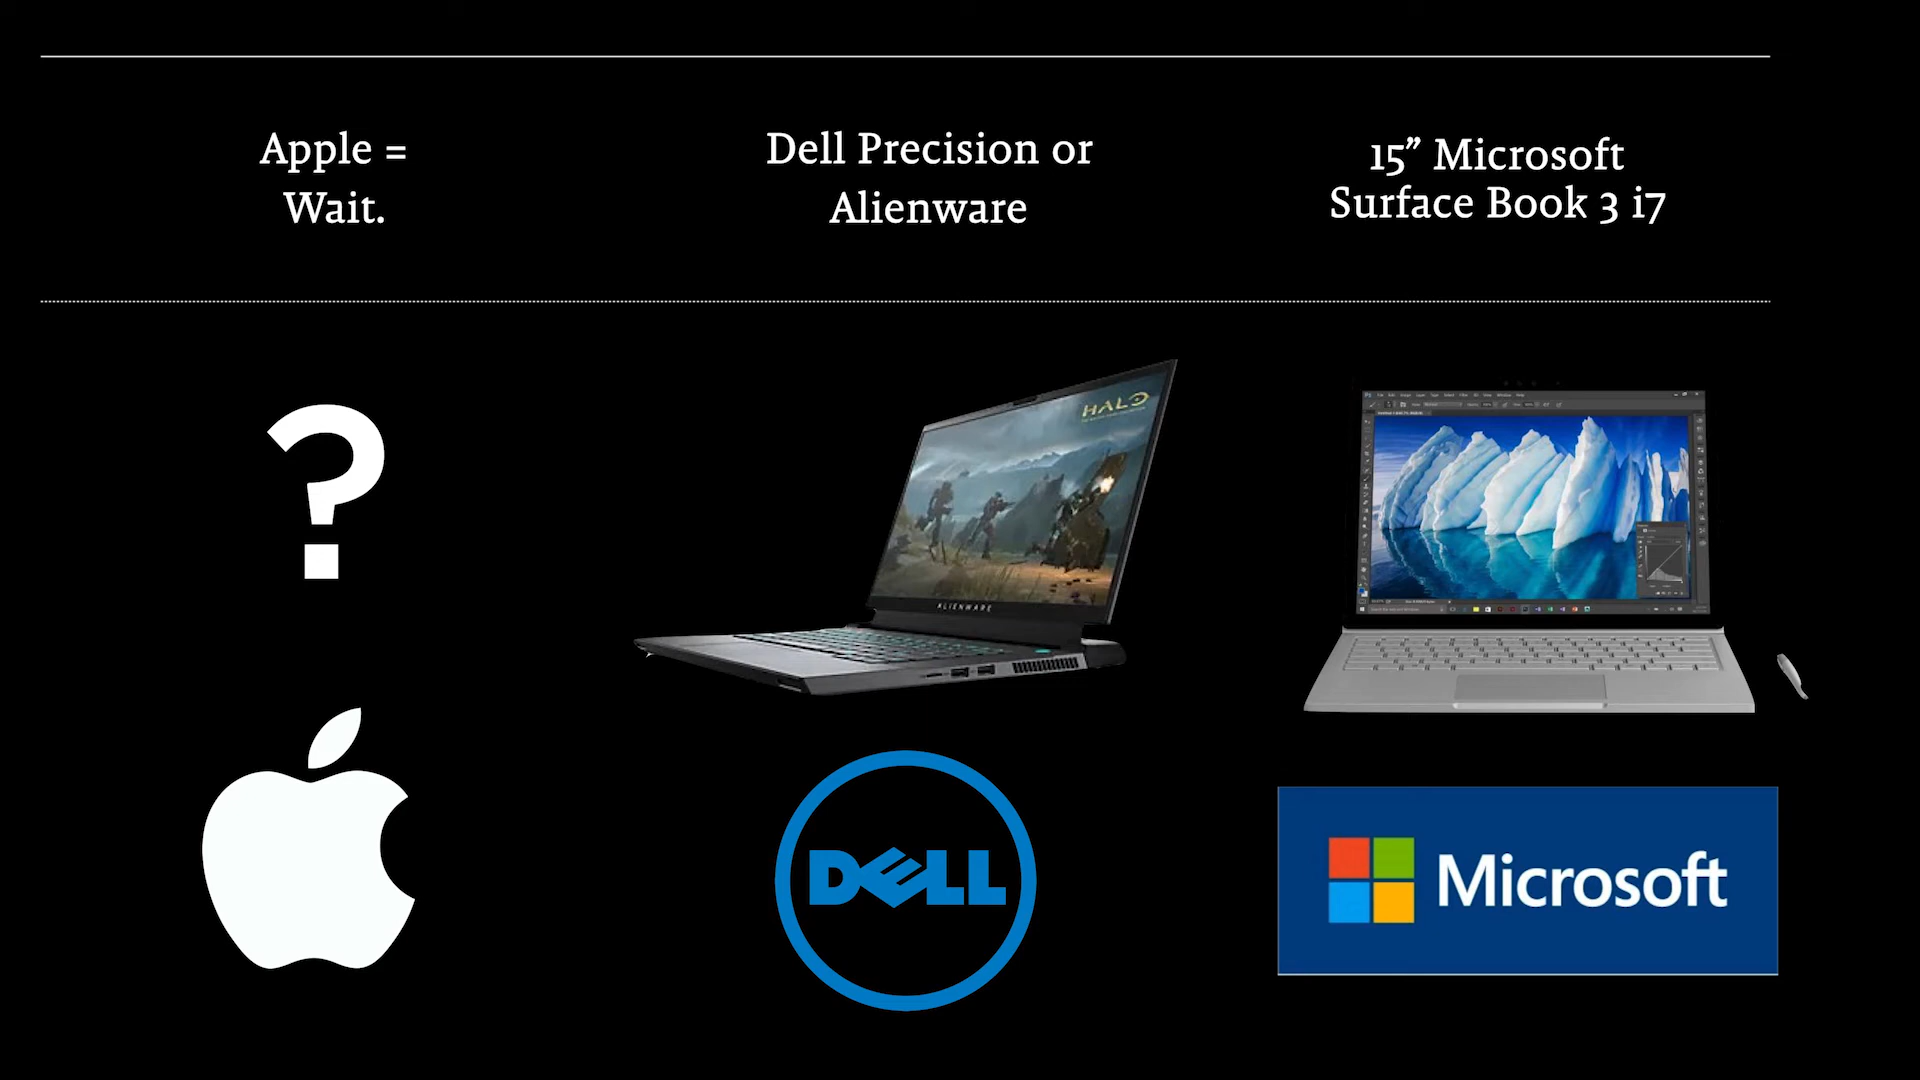 Apple =
Wait.
Dell Precision or
Alienware
15” Microsoft
Surface Book 3 i7
?
HALO
ALIENWARE
DELL
Microsoft